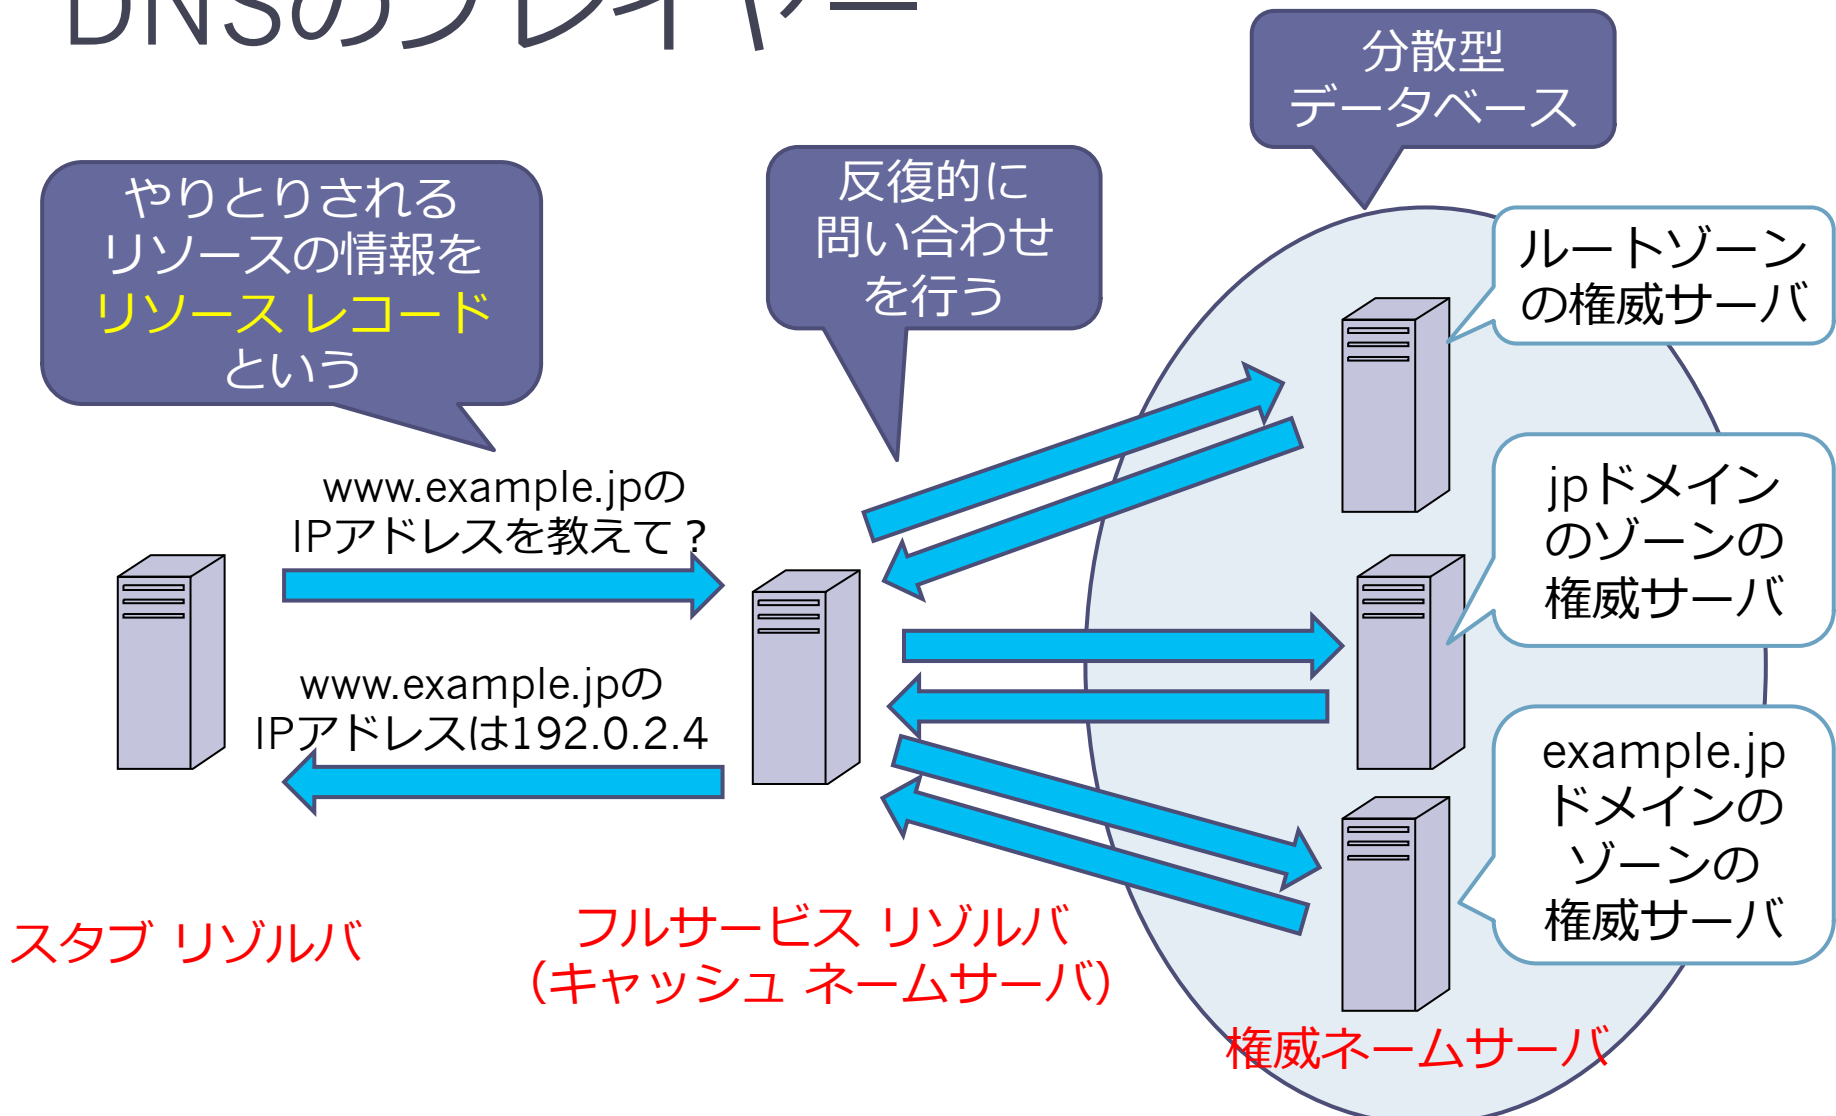 DNSのプレイヤー
分散型
データベース
やりとりされる
リソースの情報を
リソース レコード
という
反復的に
問い合わせ
を行う
ルートゾーン
の権威サーバ
www.example.jpの
IPアドレスを教えて？
jpドメイン
のゾーンの
権威サーバ
www.example.jpの
IPアドレスは192.0.2.4
example.jp
ドメインの
ゾーンの
権威サーバ
スタブ リゾルバ
フルサービス リゾルバ
(キャッシュ ネームサーバ)
権威ネームサーバ